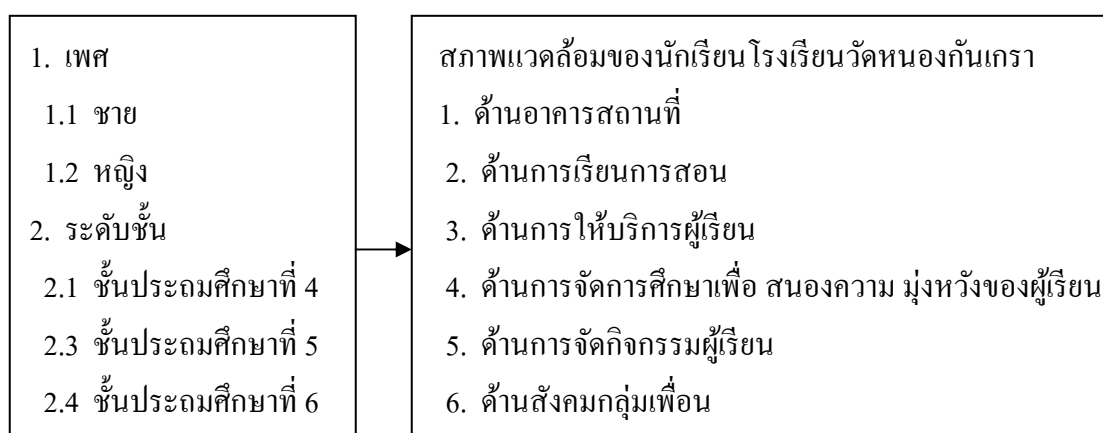 1. เพศ
1.1 ชาย
1.2 หญิง
2. ระดับชั้น
2.1 ชั้นประถมศึกษาที่ 4
2.3 ชั้นประถมศึกษาที่ 5
2.4 ชั้นประถมศึกษาที่ 6
สภาพแวดล้อมของนักเรียนโรงเรียนวัดหนองกันเกรา
1. ด้านอาคารสถานที่
2. ด้านการเรียนการสอน
3. ด้านการให้บริการผู้เรียน
4. ด้านการจัดการศึกษาเพื่อ สนองความ มุ่งหวังของผู้เรียน
5. ด้านการจัดกิจกรรมผู้เรียน
6. ด้านสังคมกลุ่มเพื่อน